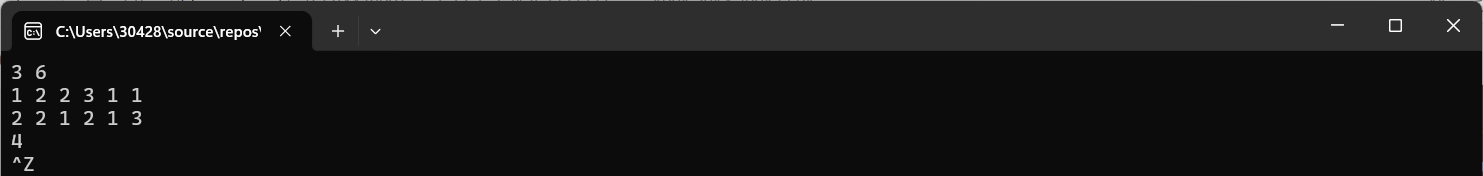 C:\Users\30428\source\repos\
3 6
1 2 2 3 1 1
2 2 1 2 1 3
4
^Z